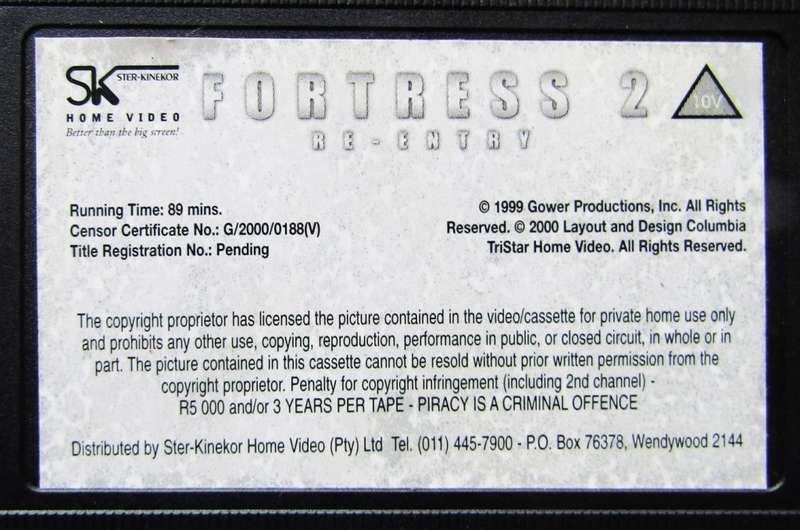 SK STER-KINEKOR
HOME VIDEO
Better than the big screen!
FORTRESS 2
RE-ENTRY
10V
Running Time: 89 mins.
Censor Certificate No.: G/2000/0188(V)
Title Registration No.: Pending
© 1999 Gower Productions, Inc. All Rights
Reserved. © 2000 Layout and Design Columbia
TriStar Home Video. All Rights Reserved.
The copyright proprietor has licensed the picture contained in the video/cassette for private home use only
and prohibits any other use, copying, reproduction, performance in public, or closed circuit, in whole or in
part. The picture contained in this cassette cannot be resold without prior written permission from the
copyright proprietor. Penalty for copyright infringement (including 2nd channel) -
R5 000 and/or 3 YEARS PER TAPE - PIRACY IS A CRIMINAL OFFENCE
Distributed by Ster-Kinekor Home Video (Pty) Ltd Tel. (011) 445-7900 - P.O. Box 76378, Wendywood 2144